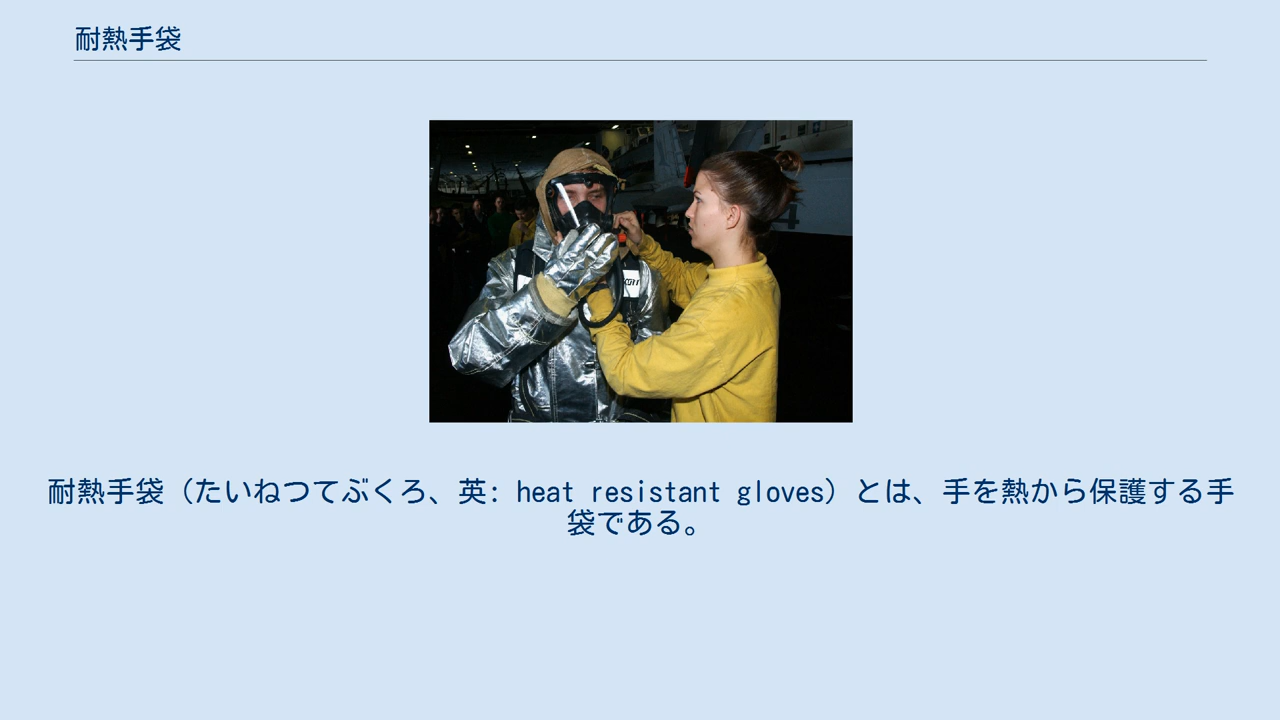 耐熱手袋
耐熱手袋（たいねつてぶくろ、英: heat resistant gloves）とは、手を熱から保護する手
袋である。